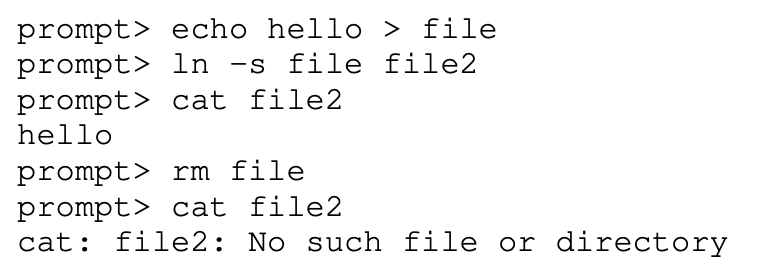 prompt> echo hello > file
prompt> ln -s file file2
prompt> cat file2
hello
prompt> rm file
prompt> cat file2
cat: file2: No such file or directory